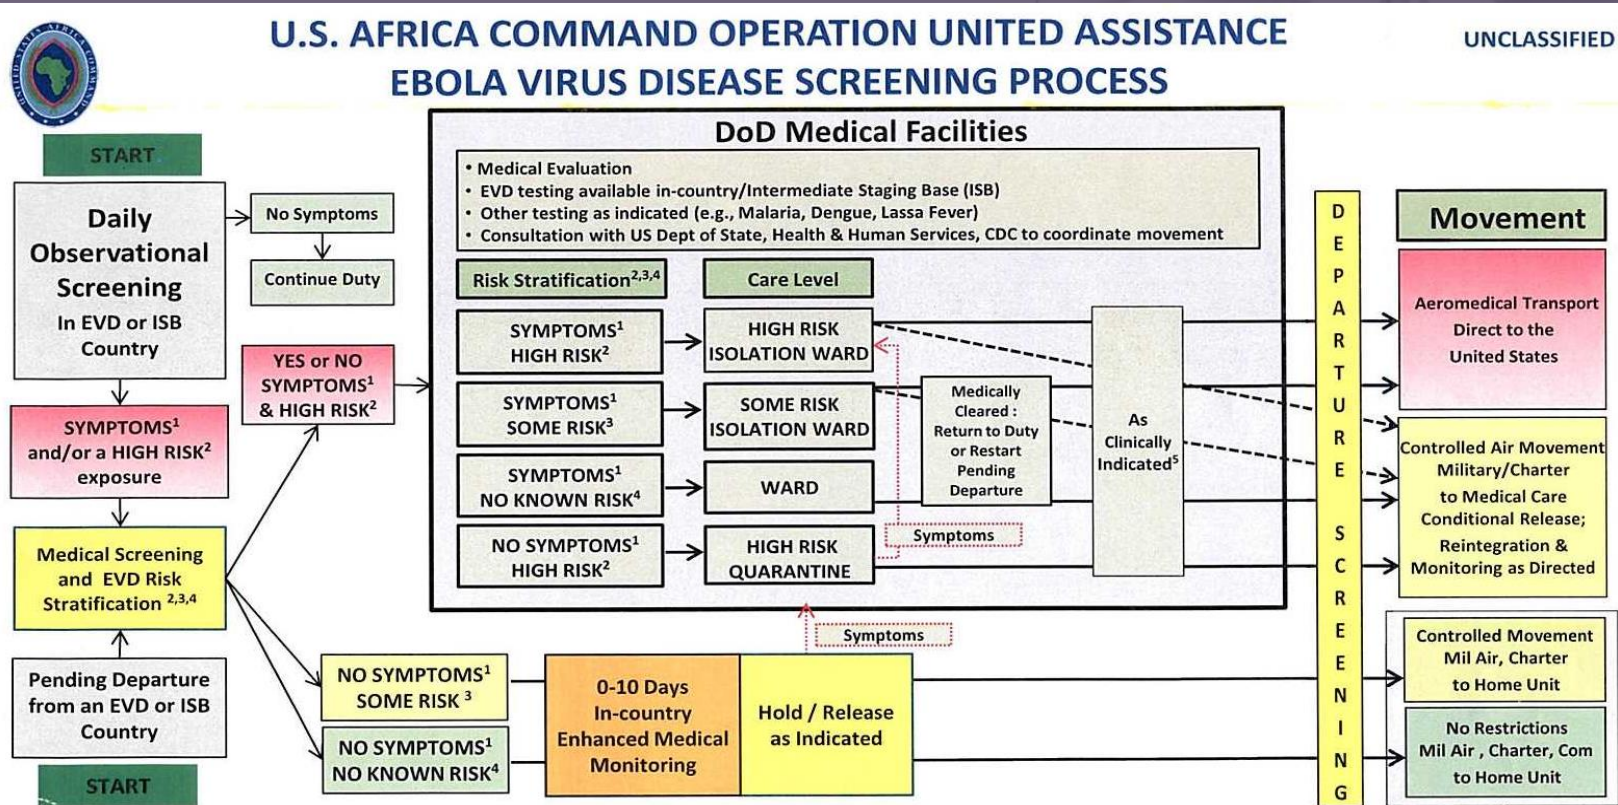 U.S. AFRICA COMMAND OPERATION UNITED ASSISTANCE
EBOLA VIRUS DISEASE SCREENING PROCESS
UNCLASSIFIED
UNITED STATES AFRICA COMMAND
START
Daily
Observational
Screening
In EVD or ISB
Country
No Symptoms
Continue Duty
SYMPTOMS¹
and/or a HIGH RISK²
exposure
YES or NO
SYMPTOMS¹
& HIGH RISK²
Medical Screening
and EVD Risk
Stratification 2,3,4
Pending Departure
from an EVD or ISB
Country
START
NO SYMPTOMS¹
SOME RISK ³
NO SYMPTOMS¹
NO KNOWN RISK⁴
0-10 Days
In-country
Enhanced Medical
Monitoring
Hold / Release
as Indicated
Symptoms
DoD Medical Facilities
• Medical Evaluation
• EVD testing available in-country/Intermediate Staging Base (ISB)
• Other testing as indicated (e.g., Malaria, Dengue, Lassa Fever)
• Consultation with US Dept of State, Health & Human Services, CDC to coordinate movement
Risk Stratification2,3,4
Care Level
SYMPTOMS¹
HIGH RISK²
HIGH RISK
ISOLATION WARD
SYMPTOMS¹
SOME RISK³
SOME RISK
ISOLATION WARD
SYMPTOMS¹
NO KNOWN RISK⁴
WARD
NO SYMPTOMS¹
HIGH RISK²
HIGH RISK
QUARANTINE
Symptoms
Medically
Cleared :
Return to Duty
or Restart
Pending
Departure
As
Clinically
Indicated⁵
DEPARTURE SCREENING
Movement
Aeromedical Transport
Direct to the
United States
Controlled Air Movement
Military/Charter
to Medical Care
Conditional Release;
Reintegration &
Monitoring as Directed
Controlled Movement
Mil Air, Charter
to Home Unit
No Restrictions
Mil Air , Charter, Com
to Home Unit